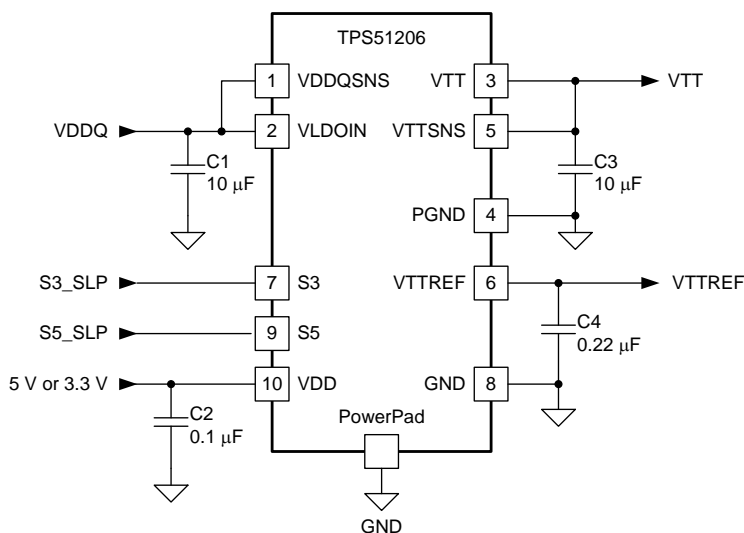 TPS51206
1 VDDQSNS VTT 3 VTT
VDDQ 2 VLDOIN VTTSNS 5
C1
10 µF
C3
10 µF
PGND 4
S3_SLP 7 S3 VTTREF 6 VTTREF
S5_SLP 9 S5
C4
0.22 µF
5 V or 3.3 V 10 VDD GND 8
C2
0.1 µF
PowerPad
GND